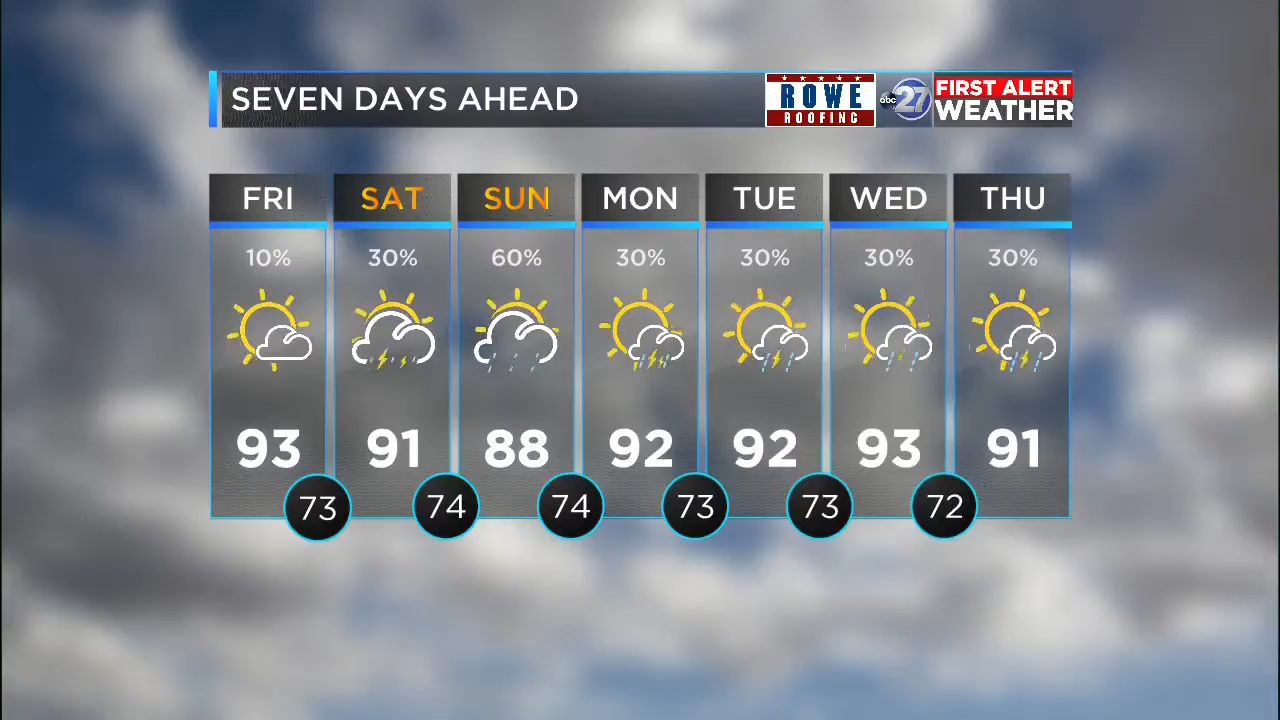 SEVEN DAYS AHEAD
ROWE
ROOFING
abc 27
FIRST ALERT
WEATHER
FRI SAT SUN MON TUE WED THU
10% 30% 60% 30% 30% 30% 30%
93 91 88 92 92 93 91
73 74 74 73 73 72